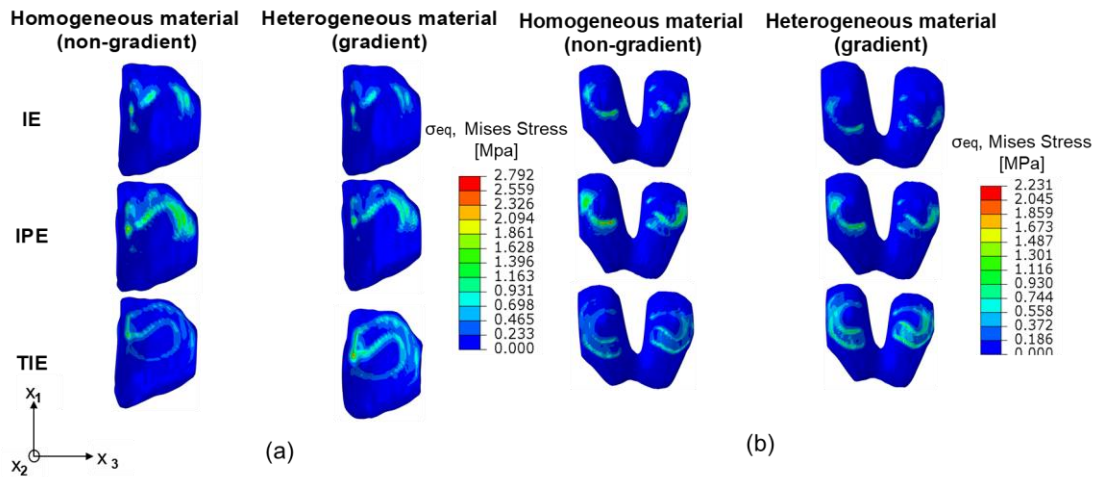 Homogeneous material
(non-gradient)
Heterogeneous material
(gradient)
Homogeneous material
(non-gradient)
Heterogeneous material
(gradient)
IE
IPE
TIE
σeq, Mises Stress
[Mpa]
2.792
2.559
2.326
2.094
1.861
1.628
1.396
1.163
0.931
0.698
0.465
0.233
0.000
σeq, Mises Stress
[MPa]
2.231
2.045
1.859
1.673
1.487
1.301
1.116
0.930
0.744
0.558
0.372
0.186
0.000
X1
X2
X3
(a)
(b)